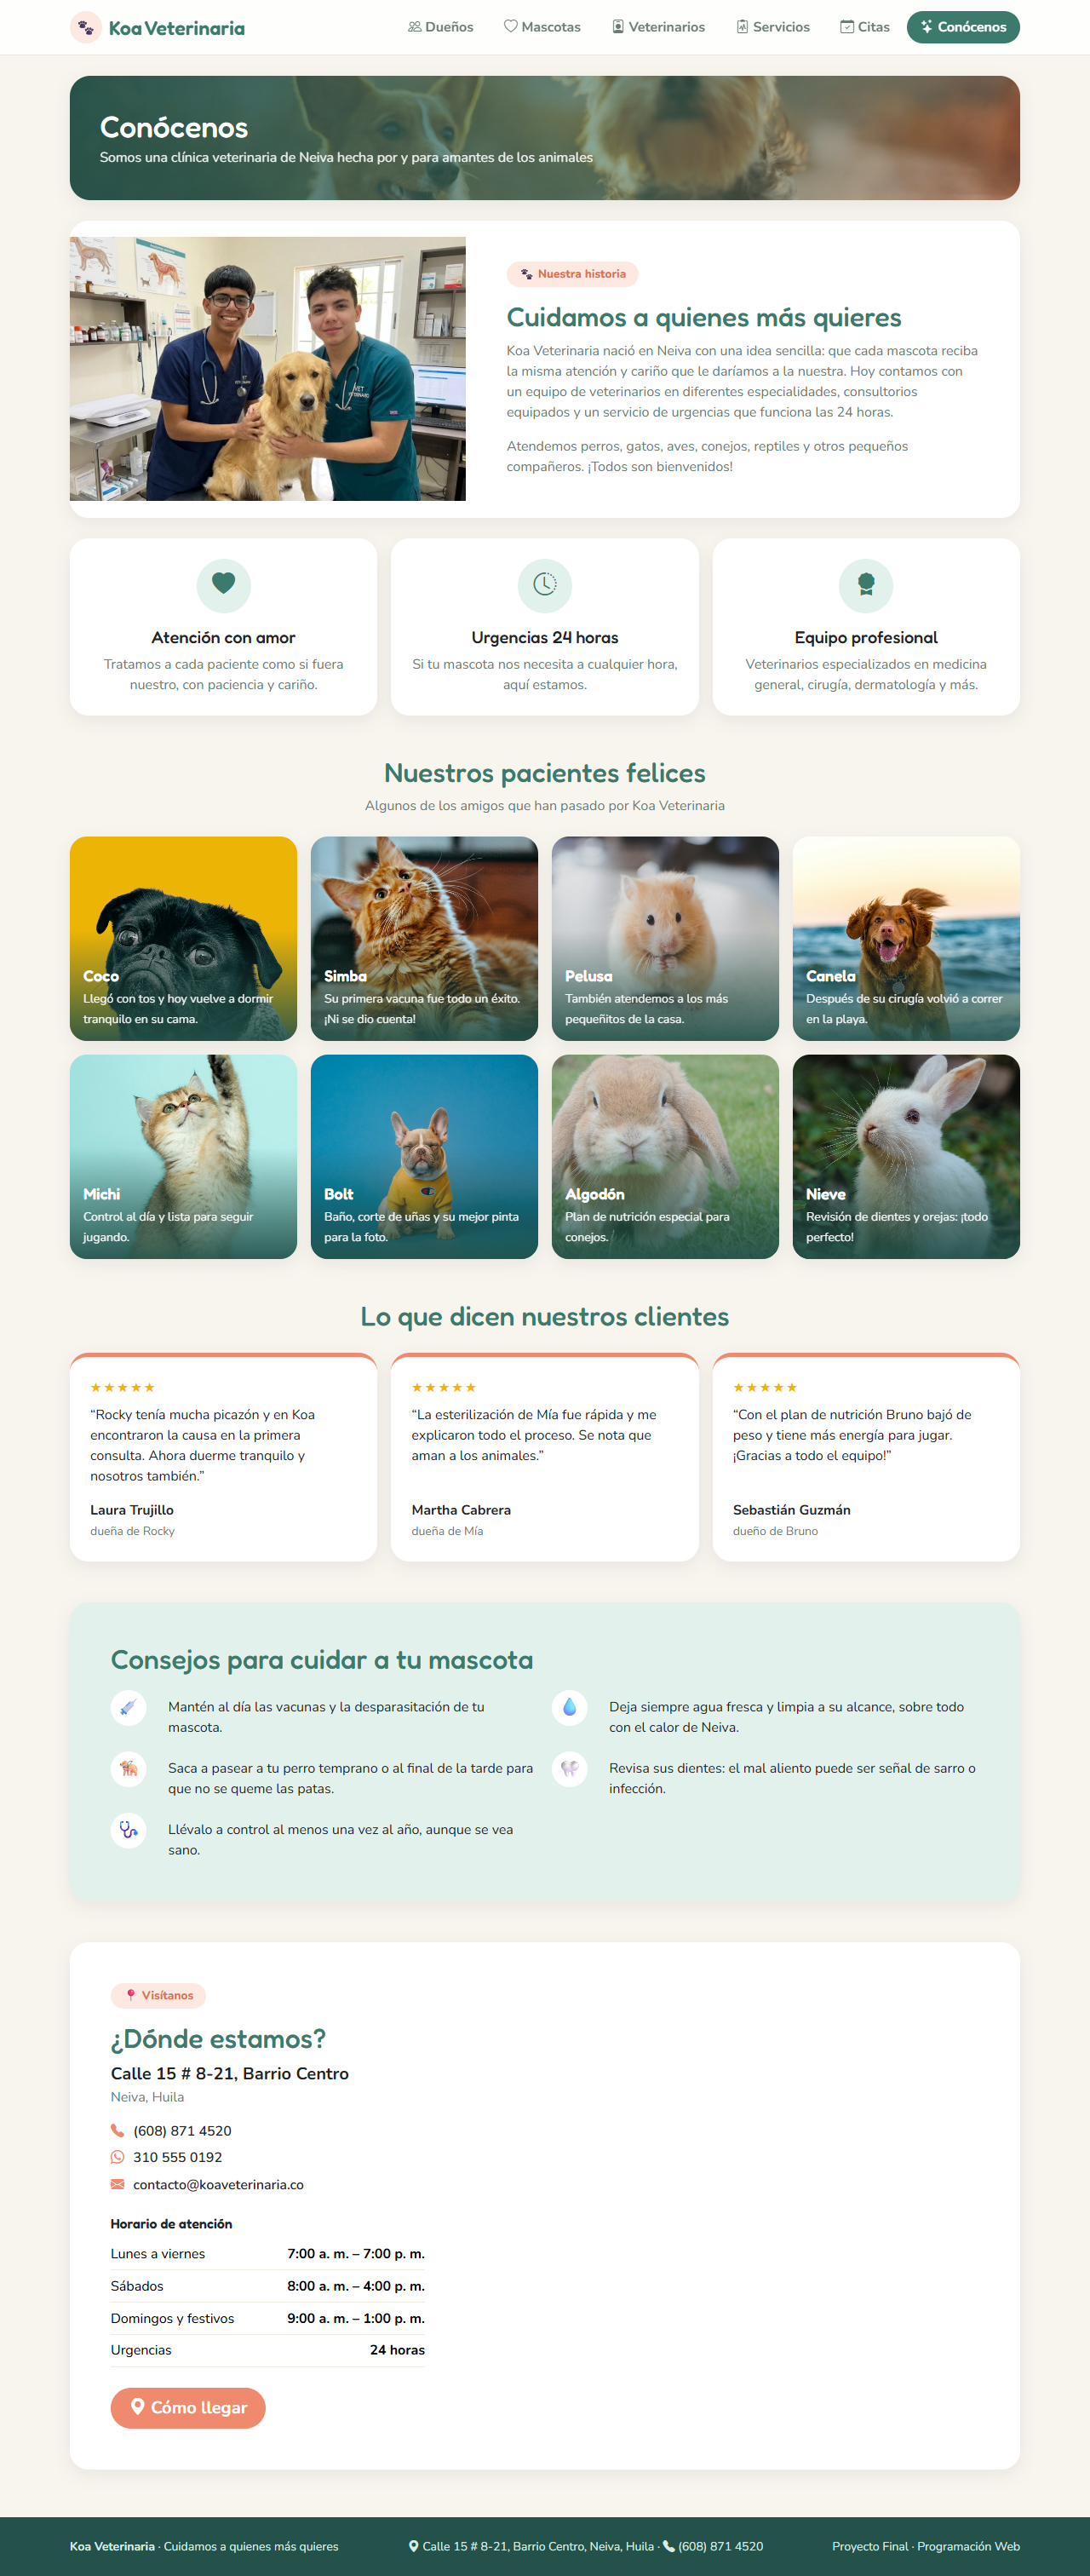 Koa Veterinaria
Dueños
Mascotas
Veterinarios
Servicios
Citas
Conócenos
Conócenos
Somos una clínica veterinaria de Neiva hecha por y para amantes de los animales
Nuestra historia
Cuidamos a quienes más quieres
Koa Veterinaria nació en Neiva con una idea sencilla: que cada mascota reciba
la misma atención y cariño que le daríamos a la nuestra. Hoy contamos con
un equipo de veterinarios en diferentes especialidades, consultorios
equipados y un servicio de urgencias que funciona las 24 horas.
Atendemos perros, gatos, aves, conejos, reptiles y otros pequeños
compañeros. ¡Todos son bienvenidos!
Atención con amor
Tratamos a cada paciente como si fuera
nuestro, con paciencia y cariño.
Urgencias 24 horas
Si tu mascota nos necesita a cualquier hora,
aquí estamos.
Equipo profesional
Veterinarios especializados en medicina
general, cirugía, dermatología y más.
Nuestros pacientes felices
Algunos de los amigos que han pasado por Koa Veterinaria
Coco
Llegó con tos y hoy vuelve a dormir
tranquilo en su cama.
Simba
Su primera vacuna fue todo un éxito.
¡Ni se dio cuenta!
Pelusa
También atendemos a los más
pequeñitos de la casa.
Canela
Después de su cirugía volvió a correr
en la playa.
Michi
Control al día y lista para seguir
jugando.
Bolt
Baño, corte de uñas y su mejor pinta
para la foto.
Algodón
Plan de nutrición especial para
conejos.
Nieve
Revisión de dientes y orejas: ¡todo
perfecto!
Lo que dicen nuestros clientes
★★★★★
“Rocky tenía mucha picazón y en Koa
encontraron la causa en la primera
consulta. Ahora duerme tranquilo y
nosotros también.”
Laura Trujillo
dueña de Rocky
★★★★★
“La esterilización de Mía fue rápida y me
explicaron todo el proceso. Se nota que
aman a los animales.”
Martha Cabrera
dueña de Mía
★★★★★
“Con el plan de nutrición Bruno bajó de
peso y tiene más energía para jugar.
¡Gracias a todo el equipo!”
Sebastián Guzmán
dueño de Bruno
Consejos para cuidar a tu mascota
Mantén al día las vacunas y la desparasitación de tu
mascota.
Deja siempre agua fresca y limpia a su alcance, sobre todo
con el calor de Neiva.
Saca a pasear a tu perro temprano o al final de la tarde para
que no se queme las patas.
Revisa sus dientes: el mal aliento puede ser señal de sarro o
infección.
Llévalo a control al menos una vez al año, aunque se vea
sano.
Visítanos
¿Dónde estamos?
Calle 15 # 8-21, Barrio Centro
Neiva, Huila
(608) 871 4520
310 555 0192
contacto@koaveterinaria.co
Horario de atención
Lunes a viernes 7:00 a. m. – 7:00 p. m.
Sábados 8:00 a. m. – 4:00 p. m.
Domingos y festivos 9:00 a. m. – 1:00 p. m.
Urgencias 24 horas
Cómo llegar
Koa Veterinaria · Cuidamos a quienes más quieres
Calle 15 # 8-21, Barrio Centro, Neiva, Huila · (608) 871 4520
Proyecto Final · Programación Web